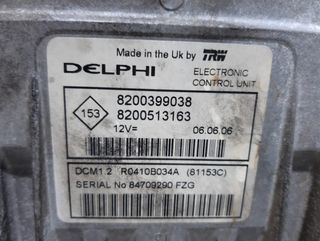 Made in the Uk by TRW
DELPHI
ELECTRONIC
CONTROL UNIT
153
8200399038
8200513163
12V= 06.06.06
DCM1.2 R0410B034A (81153C)
SERIAL No 84709290 FZG